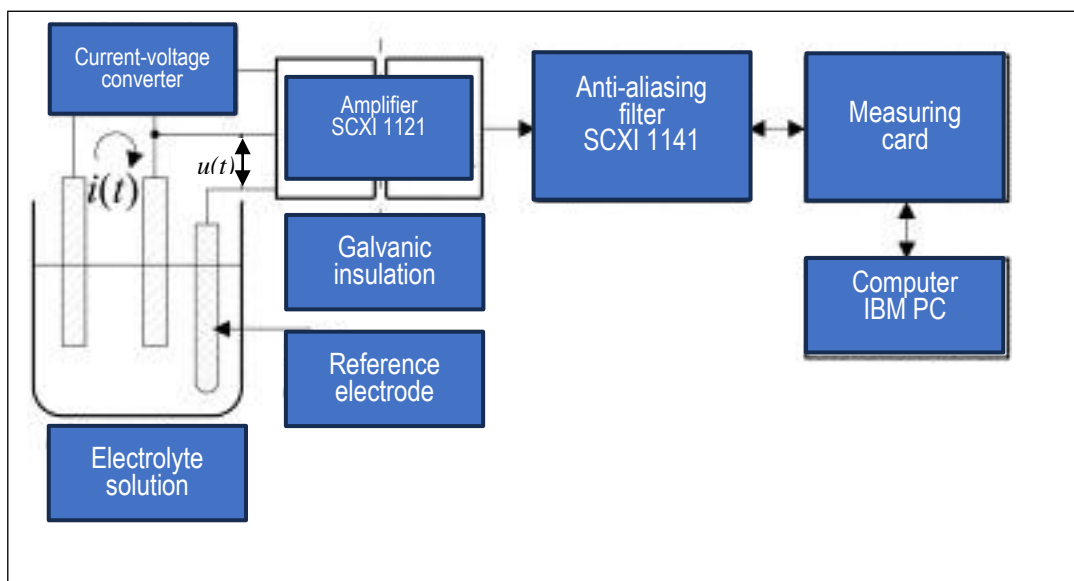 Current-voltage
converter
Amplifier
SCXI 1121
Anti-aliasing
filter
SCXI 1141
Measuring
card
u(t)
i(t)
Galvanic
insulation
Computer
IBM PC
Reference
electrode
Electrolyte
solution